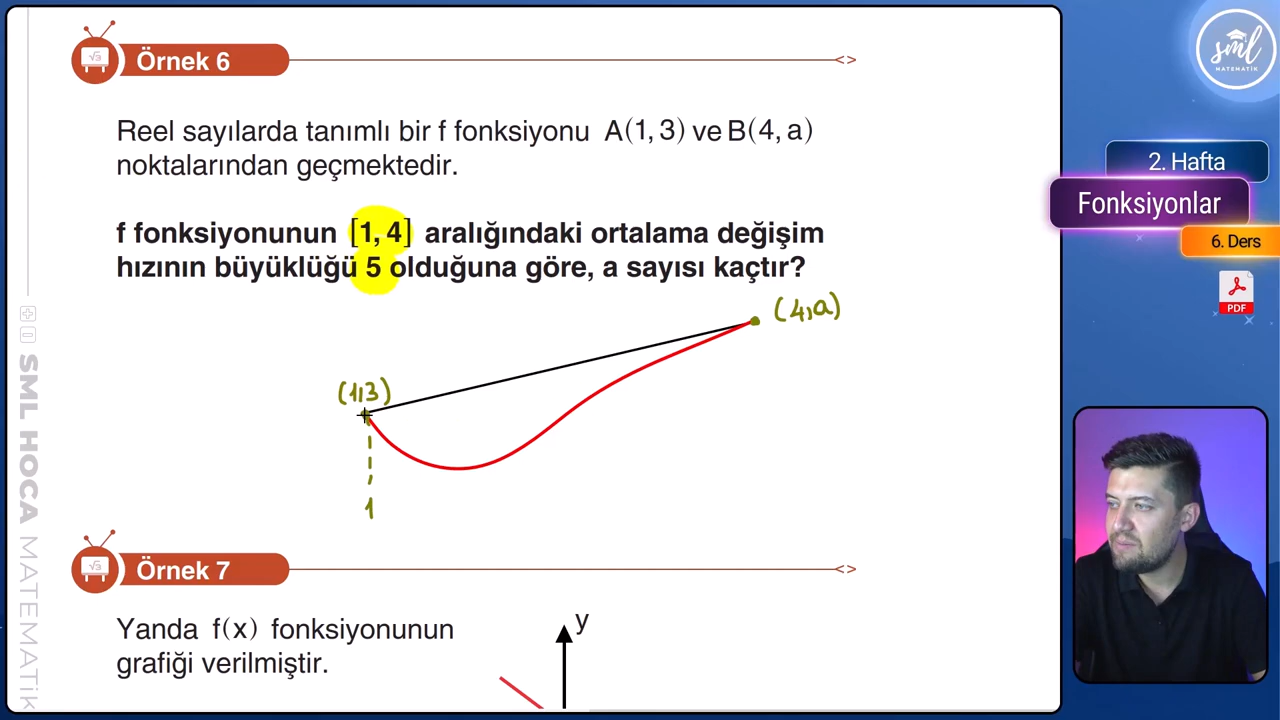 Örnek 6
Reel sayılarda tanımlı bir f fonksiyonu A(1, 3) ve B(4, a)
noktalarından geçmektedir.
f fonksiyonunun [1, 4] aralığındaki ortalama değişim
hızının büyüklüğü 5 olduğuna göre, a sayısı kaçtır?
(4,a)
(1,3)
1
Örnek 7
Yanda f(x) fonksiyonunun
grafiği verilmiştir.
y
SML HOCA MATEMATİK
sml
MATEMATİK
2. Hafta
Fonksiyonlar
6. Ders
PDF
√3
√3